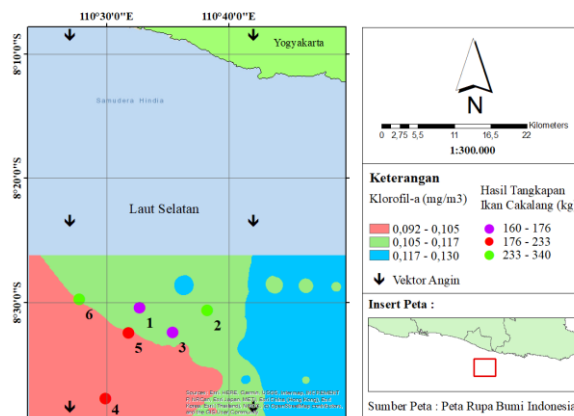 110°30'0"E 110°40'0"E
Yogyakarta
8°10'0"S
Samudera Hindia
8°20'0"S
Laut Selatan
8°30'0"S
6
1
2
5
3
4
N
Kilometers
0 2,75 5,5 11 16,5 22
1:300.000
Keterangan
Klorofil-a (mg/m3)
Hasil Tangkapan
Ikan Cakalang (kg
0,092 - 0,105
0,105 - 0,117
0,117 - 0,130
160 - 176
176 - 233
233 - 340
Vektor Angin
Insert Peta :
Sumber Peta : Peta Rupa Bumi Indonesia